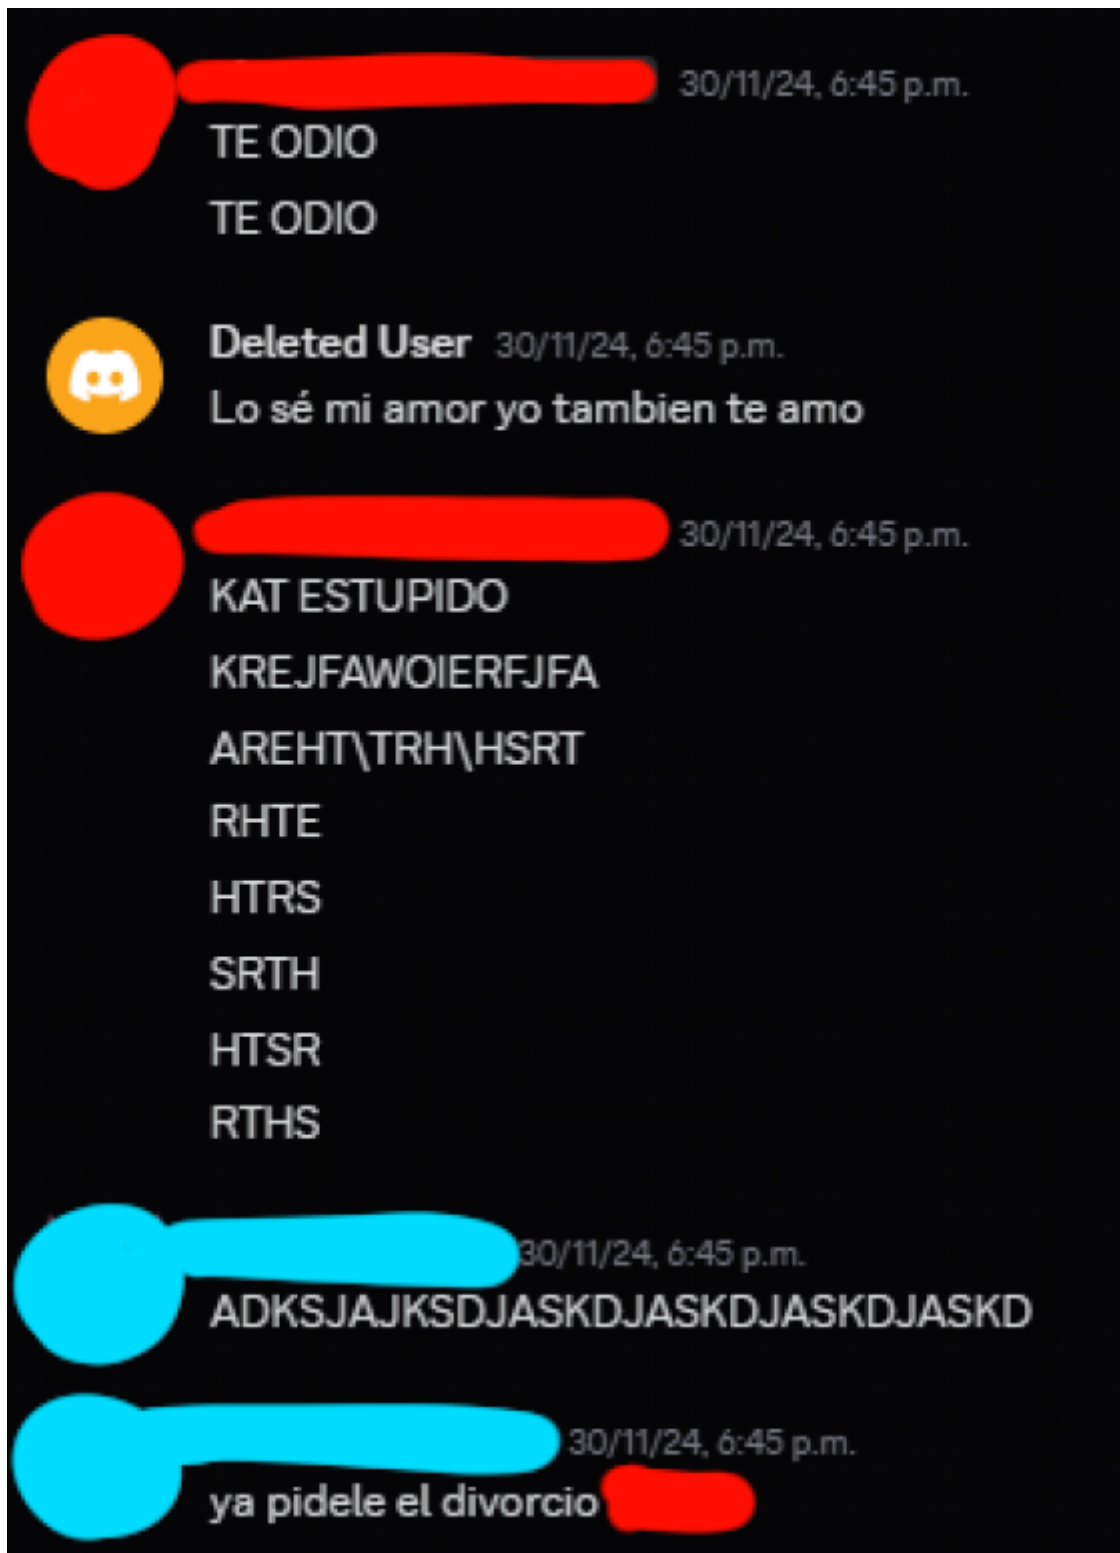 30/11/24, 6:45 p.m.
TE ODIO
TE ODIO
Deleted User 30/11/24, 6:45 p.m.
Lo sé mi amor yo tambien te amo
30/11/24, 6:45 p.m.
KAT ESTUPIDO
KREJFAWOIERFJFA
AREHT\TRH\HSRT
RHTE
HTRS
SRTH
HTSR
RTHS
30/11/24, 6:45 p.m.
ADKSJAJKSDJASKDJASKDJASKDJASKD
30/11/24, 6:45 p.m.
ya pidele el divorcio